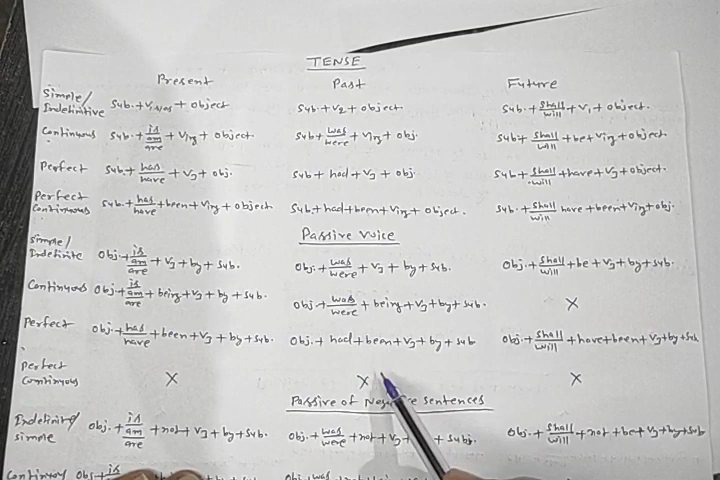 TENSE
Present Past Future
Simple/ Indefinitive Sub.+V1/s/es + object Sub.+V2 + object Sub.+ shall/will + V1 + object.
Continuous Sub.+ is/am/are + Ving + object. Sub+ was/were + Ving + obj. Sub+ shall/will + be + Ving + object
Perfect Sub+ has/have + V3 + obj. Sub + had + V3 + obj. Sub+ shall/will + have + V3 + object.
Perfect Continuous Sub.+ has/have + been + Ving + object Sub+had+been+Ving+ object. Sub.+ shall/will have + been + Ving + obj.
Passive Voice
Simple/ Indefinite Obj.+ is/am/are + V3 + by + Sub. Obj.+ was/were + V3 + by + Sub. Obj.+ shall/will + be + V3 + by + Sub.
Continuous Obj + is/am/are + being + V3 + by + Sub. Obj.+ was/were + being + V3 + by + Sub. X
Perfect Obj.+ has/have + been + V3 + by + Sub. Obj.+ had + been + V3 + by + Sub Obj.+ shall/will + have + been + V3 + by + Sub
Perfect Continuous X X X
Passive of sentences
Indefinite/ simple Obj.+ is/am/are + not + V3 + by + Sub. Obj.+ was/were + not + V3 + Subj. Obj.+ shall/will + not + be + V3 + by + Sub
Obj + is Obj. was